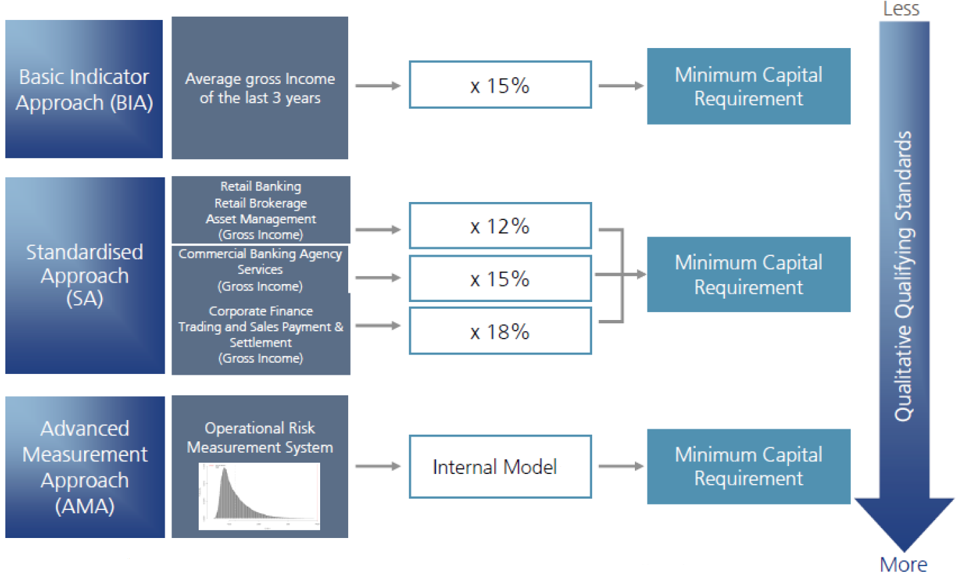 Less
Basic Indicator
Approach (BIA)
Average gross Income
of the last 3 years
x 15%
Minimum Capital
Requirement
Standardised
Approach
(SA)
Retail Banking
Retail Brokerage
Asset Management
(Gross Income)
x 12%
Commercial Banking Agency
Services
(Gross Income)
x 15%
Corporate Finance
Trading and Sales Payment &
Settlement
(Gross Income)
x 18%
Minimum Capital
Requirement
Advanced
Measurement
Approach
(AMA)
Operational Risk
Measurement System
Internal Model
Minimum Capital
Requirement
Qualitative Qualifying Standards
More